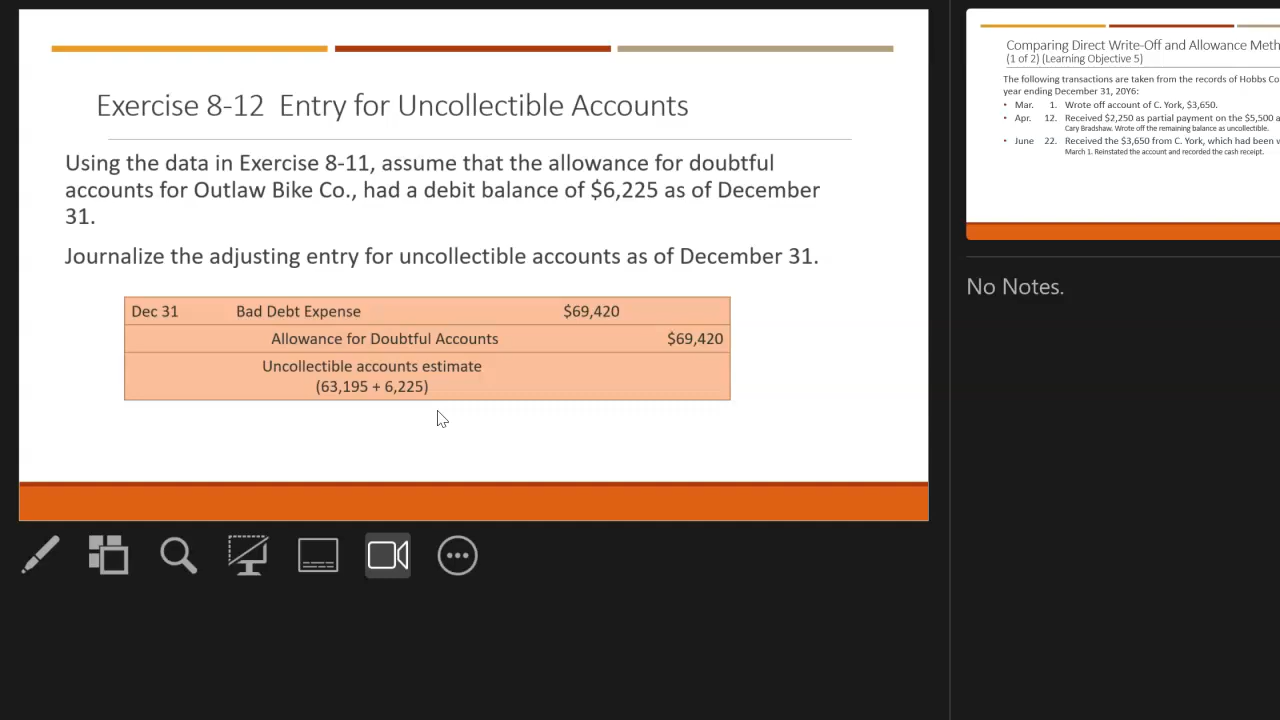 Exercise 8-12 Entry for Uncollectible Accounts
Using the data in Exercise 8-11, assume that the allowance for doubtful
accounts for Outlaw Bike Co., had a debit balance of $6,225 as of December
31.
Journalize the adjusting entry for uncollectible accounts as of December 31.
Dec 31 Bad Debt Expense $69,420
Allowance for Doubtful Accounts $69,420
Uncollectible accounts estimate
(63,195 + 6,225)
Comparing Direct Write-Off and Allowance Meth
(1 of 2) (Learning Objective 5)
The following transactions are taken from the records of Hobbs Co
year ending December 31, 20Y6:
• Mar. 1. Wrote off account of C. York, $3,650.
• Apr. 12. Received $2,250 as partial payment on the $5,500 a
Cary Bradshaw. Wrote off the remaining balance as uncollectible.
• June 22. Received the $3,650 from C. York, which had been w
March 1. Reinstated the account and recorded the cash receipt.
No Notes.